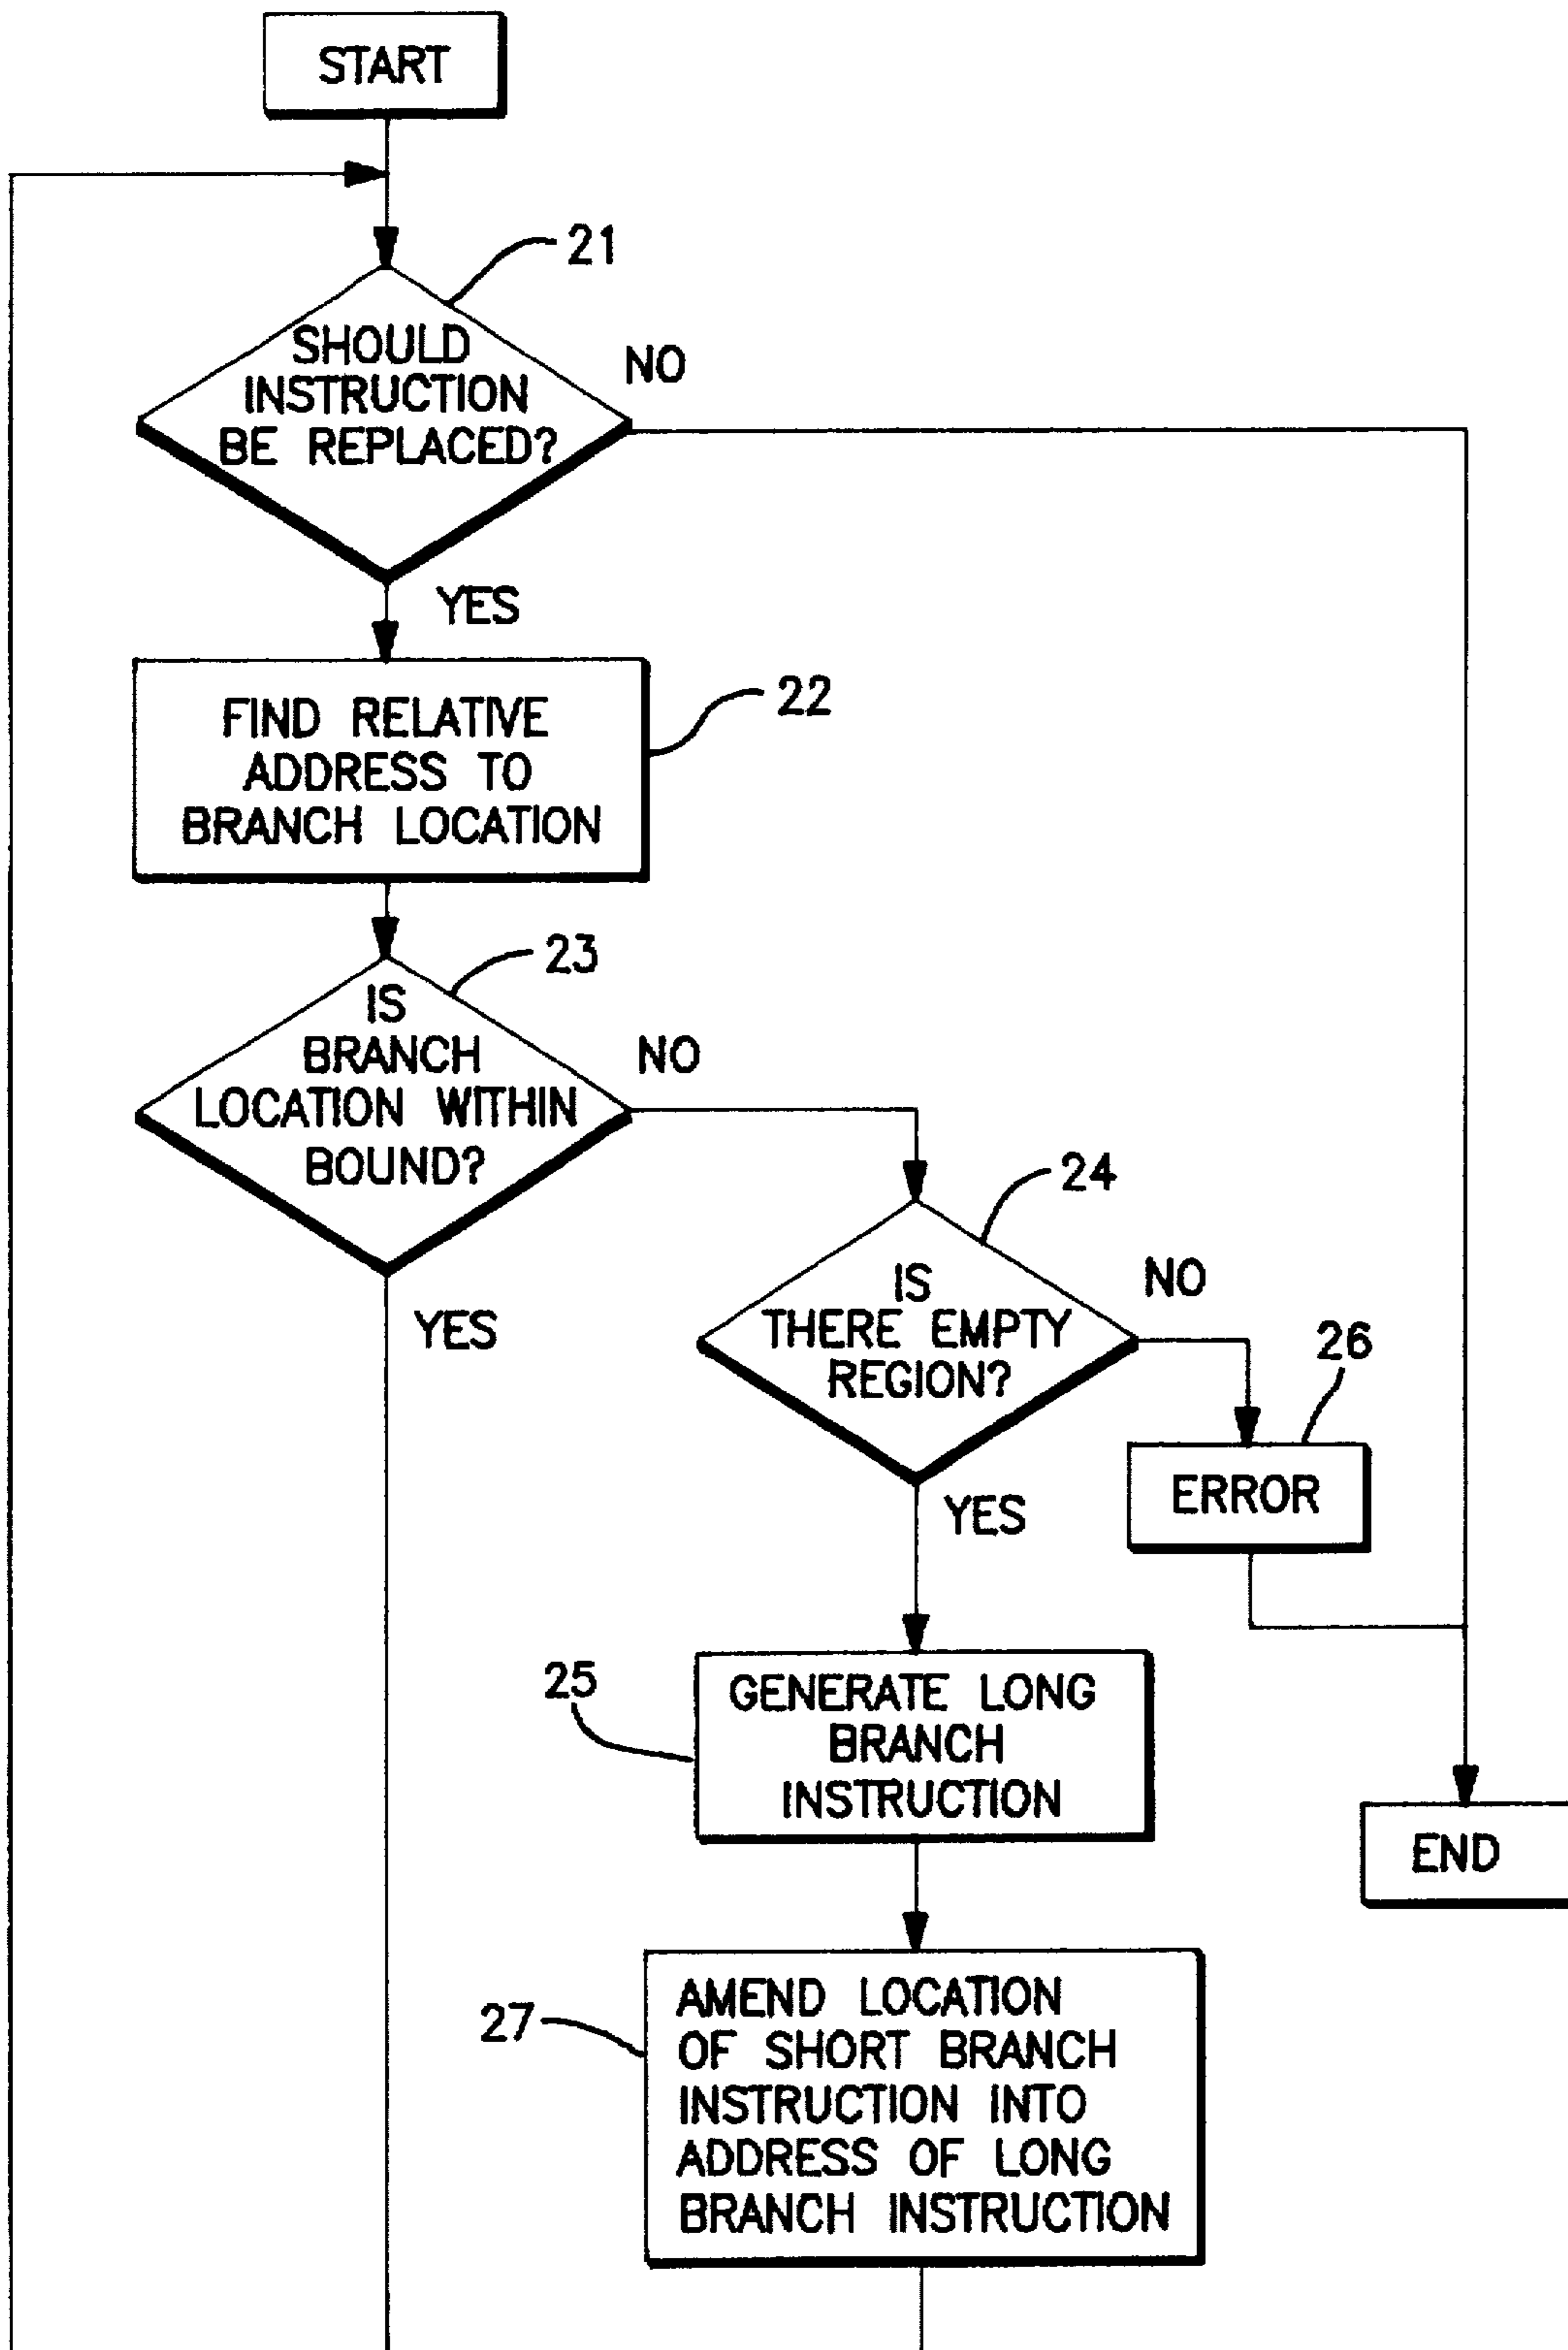 START
21
SHOULD
INSTRUCTION
BE REPLACED?
NO
YES
22
FIND RELATIVE
ADDRESS TO
BRANCH LOCATION
23
IS
BRANCH
LOCATION WITHIN
BOUND?
NO
YES
24
IS
THERE EMPTY
REGION?
NO
YES
26
ERROR
25
GENERATE LONG
BRANCH
INSTRUCTION
END
27
AMEND LOCATION
OF SHORT BRANCH
INSTRUCTION INTO
ADDRESS OF LONG
BRANCH INSTRUCTION